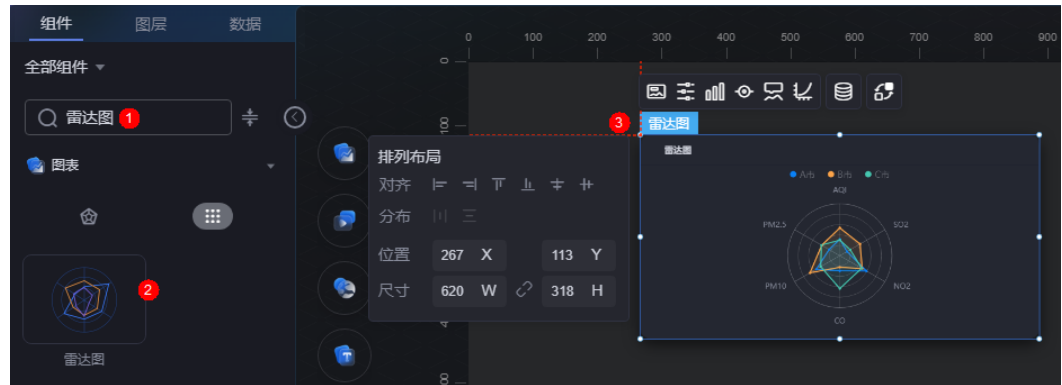 组件 图层 数据
全部组件
雷达图 1
图表
2
雷达图
0 100 200 300 400 500 600 700 800 900
0
排列布局
对齐
分布
位置 267 X 113 Y
尺寸 620 W 318 H
T
3 雷达图
雷达图
A市 B市 C市
AQI
PM2.5 SO2
PM10 NO2
CO